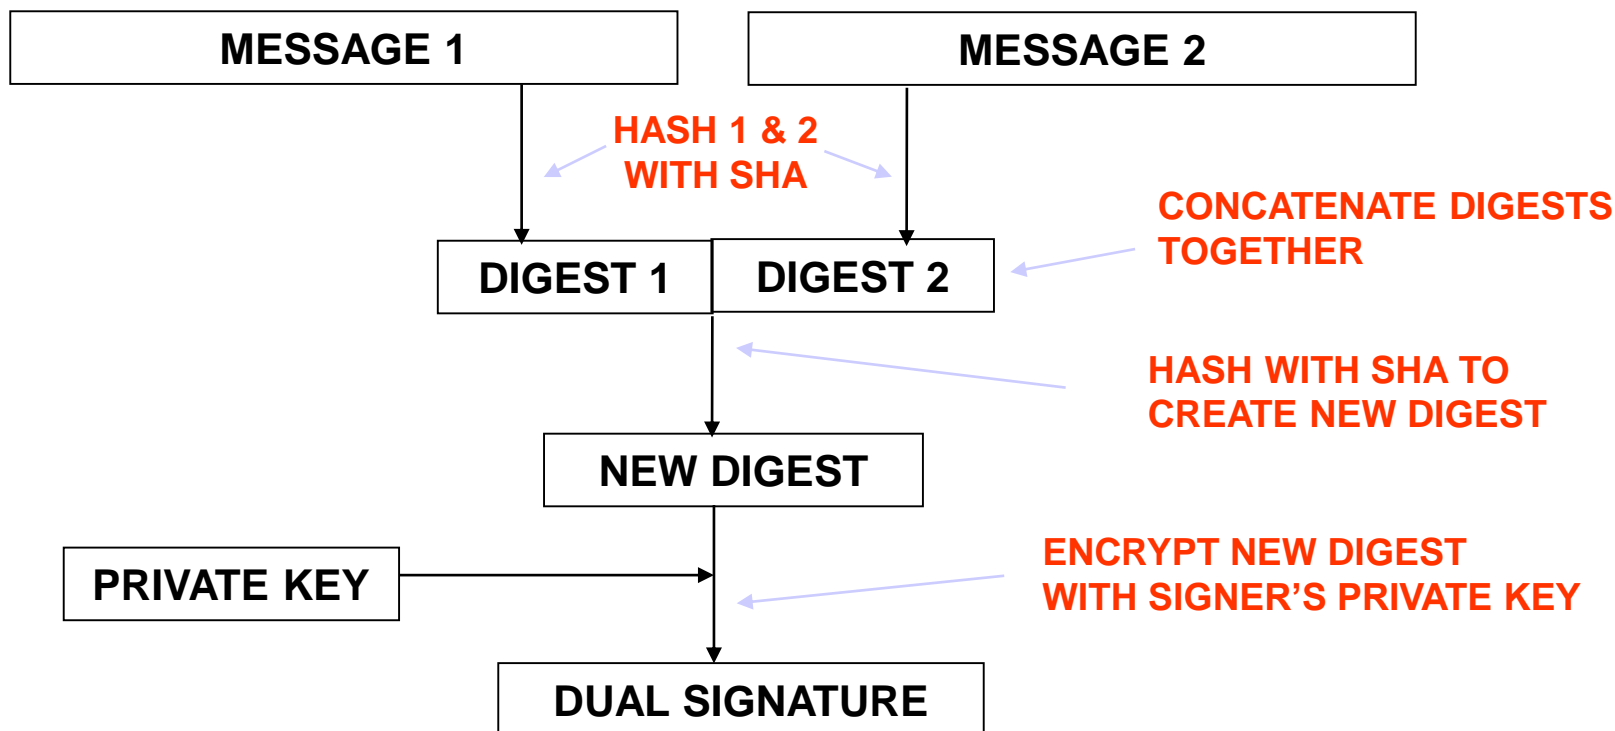 MESSAGE 1
MESSAGE 2
HASH 1 & 2
WITH SHA
CONCATENATE DIGESTS
TOGETHER
DIGEST 1
DIGEST 2
HASH WITH SHA TO
CREATE NEW DIGEST
NEW DIGEST
ENCRYPT NEW DIGEST
WITH SIGNER’S PRIVATE KEY
PRIVATE KEY
DUAL SIGNATURE